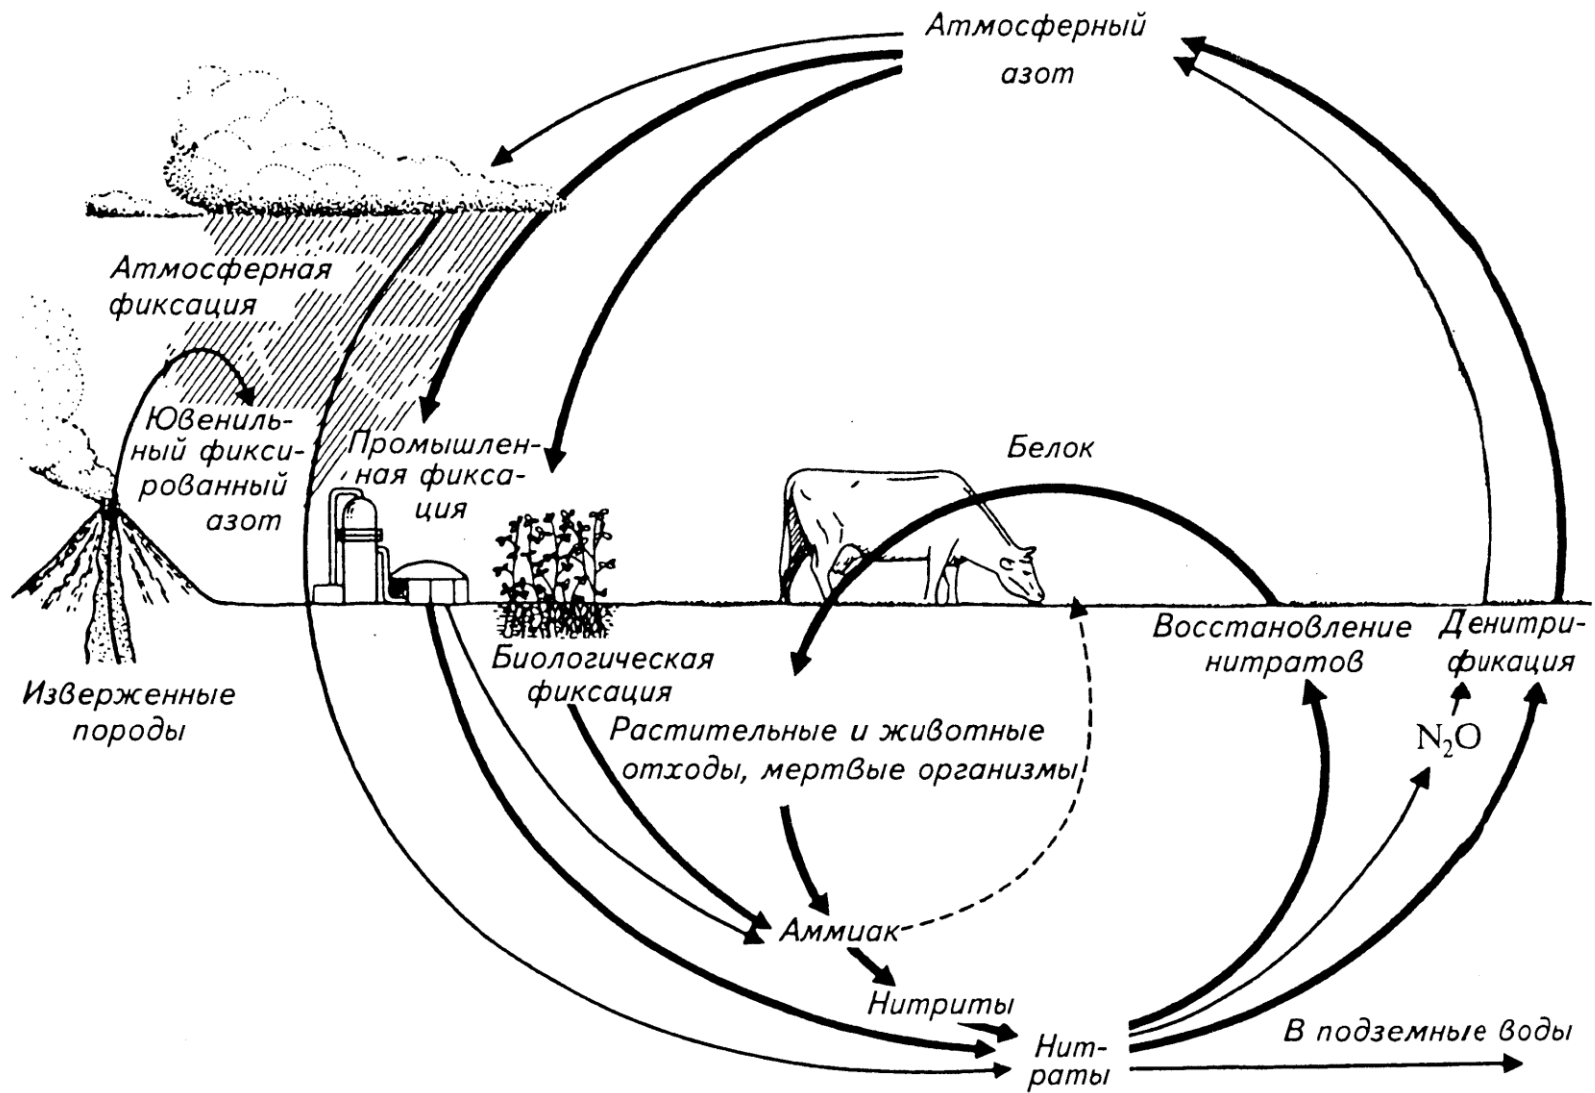 Атмосферный
азот
Атмосферная
фиксация
Ювениль-
ный фикси-
рованный
азот
Промышлен-
ная фикса-
ция
Белок
Изверженные
породы
Биологическая
фиксация
Растительные и животные
отходы, мертвые организмы
Восстановление
нитратов
Денитри-
фикация
N₂O
Аммиак
Нитриты
Нит-
раты
В подземные воды